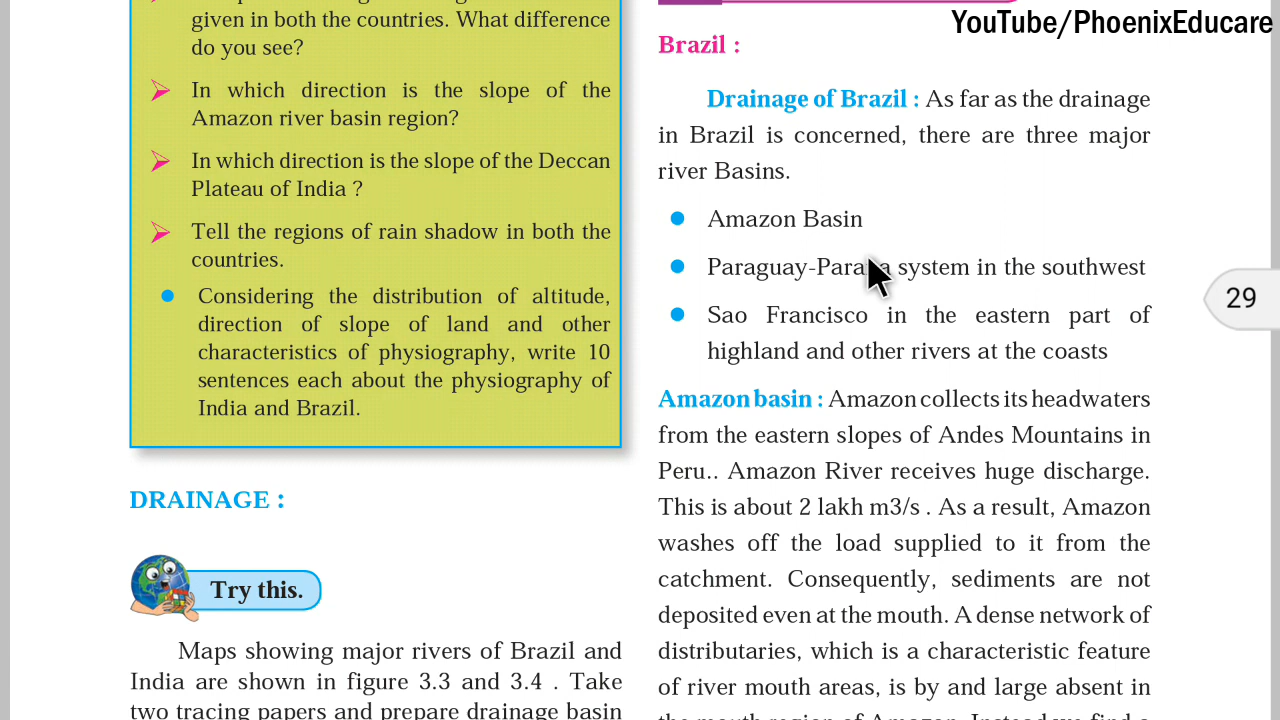 YouTube/PhoenixEducare
given in both the countries. What difference
do you see?
In which direction is the slope of the
Amazon river basin region?
In which direction is the slope of the Deccan
Plateau of India ?
Tell the regions of rain shadow in both the
countries.
Considering the distribution of altitude,
direction of slope of land and other
characteristics of physiography, write 10
sentences each about the physiography of
India and Brazil.
DRAINAGE :
Try this.
Maps showing major rivers of Brazil and
India are shown in figure 3.3 and 3.4 . Take
two tracing papers and prepare drainage basin
Brazil :
Drainage of Brazil : As far as the drainage
in Brazil is concerned, there are three major
river Basins.
Amazon Basin
Paraguay-Parana system in the southwest
Sao Francisco in the eastern part of
highland and other rivers at the coasts
Amazon basin : Amazon collects its headwaters
from the eastern slopes of Andes Mountains in
Peru.. Amazon River receives huge discharge.
This is about 2 lakh m3/s . As a result, Amazon
washes off the load supplied to it from the
catchment. Consequently, sediments are not
deposited even at the mouth. A dense network of
distributaries, which is a characteristic feature
of river mouth areas, is by and large absent in
the mouth region of Amazon. Instead we find a
29